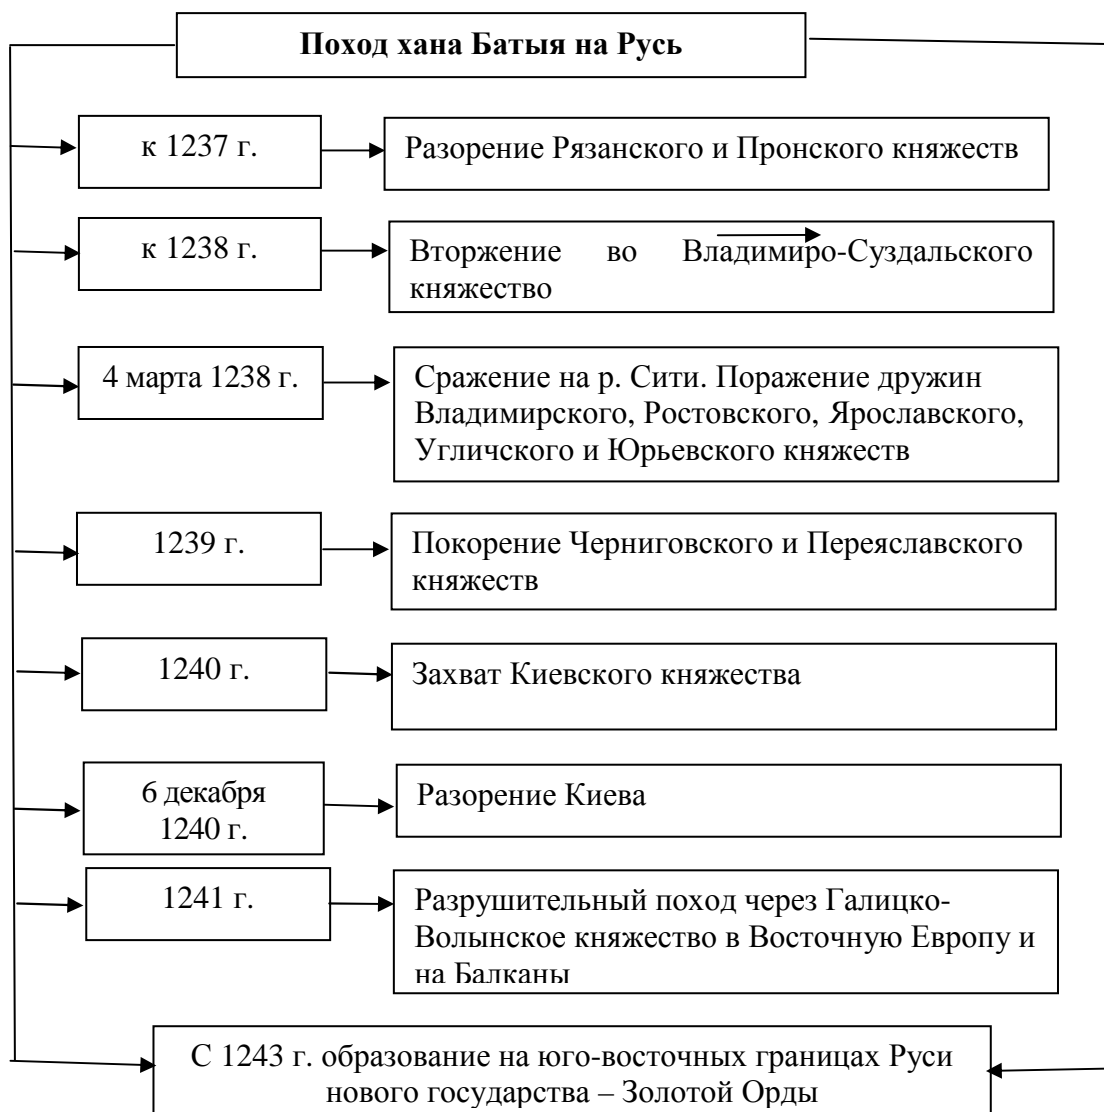 Поход хана Батыя на Русь
к 1237 г.
Разорение Рязанского и Пронского княжеств
к 1238 г.
Вторжение во Владимиро-Суздальского
княжество
4 марта 1238 г.
Сражение на р. Сити. Поражение дружин
Владимирского, Ростовского, Ярославского,
Угличского и Юрьевского княжеств
1239 г.
Покорение Черниговского и Переяславского
княжеств
1240 г.
Захват Киевского княжества
6 декабря
1240 г.
Разорение Киева
1241 г.
Разрушительный поход через Галицко-
Волынское княжество в Восточную Европу и
на Балканы
С 1243 г. образование на юго-восточных границах Руси
нового государства – Золотой Орды